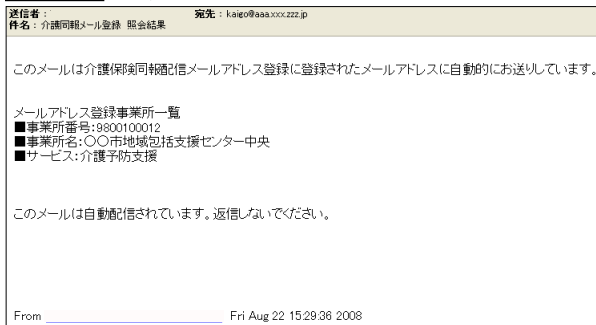 送信者: 宛先: kaigo@aaa.xxx.zzz.jp
件名: 介護同報メール登録 照会結果
このメールは介護保険同報配信メールアドレス登録に登録されたメールアドレスに自動的にお送りしています。
メールアドレス登録事業所一覧
■事業所番号:9800100012
■事業所名:〇〇市地域包括支援センター中央
■サービス:介護予防支援
このメールは自動配信されています。返信しないでください。
From Fri Aug 22 15:29:36 2008